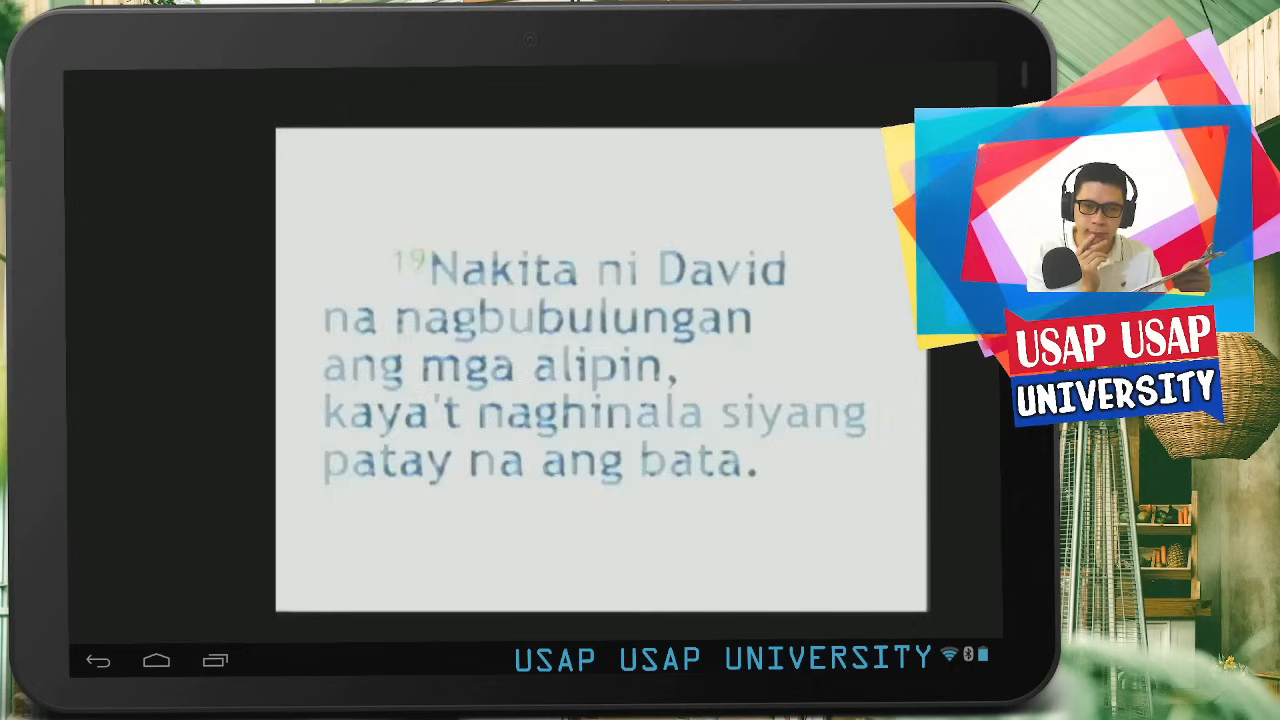 19Nakita ni David
na nagbubulungan
ang mga alipin,
kaya't naghinala siyang
patay na ang bata.
USAP USAP
UNIVERSITY
USAP USAP UNIVERSITY